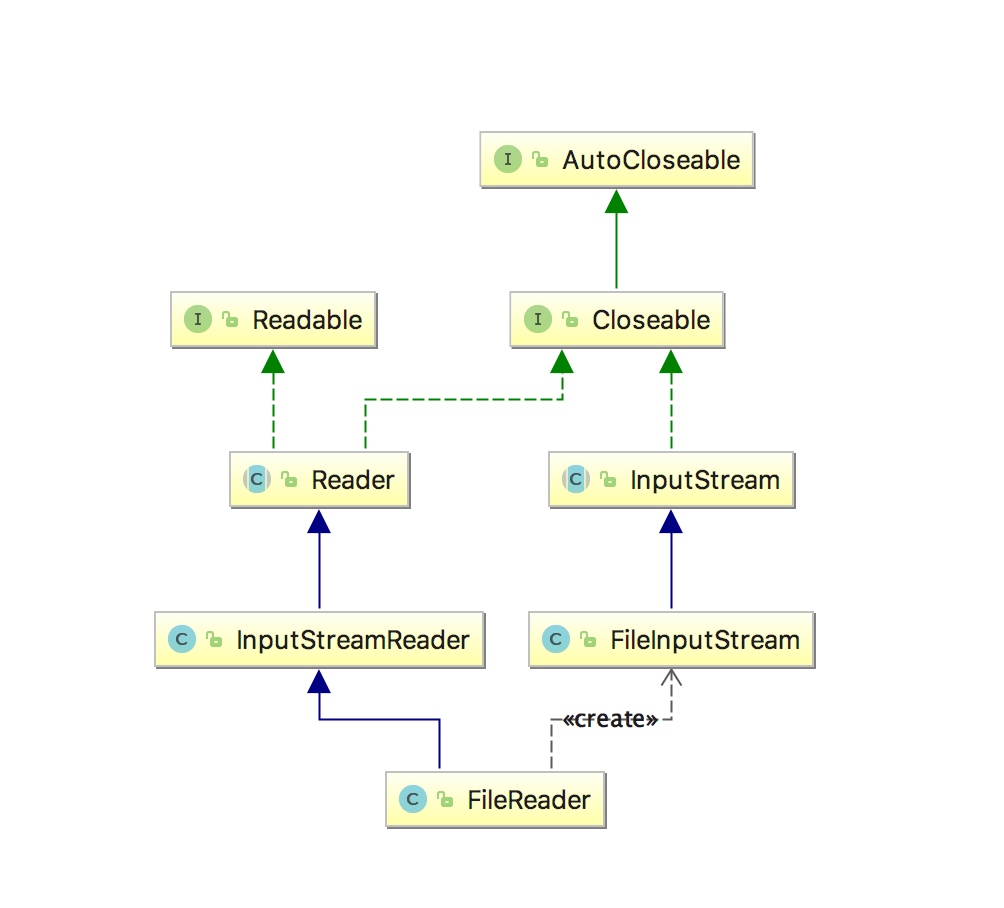 I AutoCloseable
I Readable
I Closeable
C Reader
C InputStream
C InputStreamReader
C FileInputStream
«create»
C FileReader